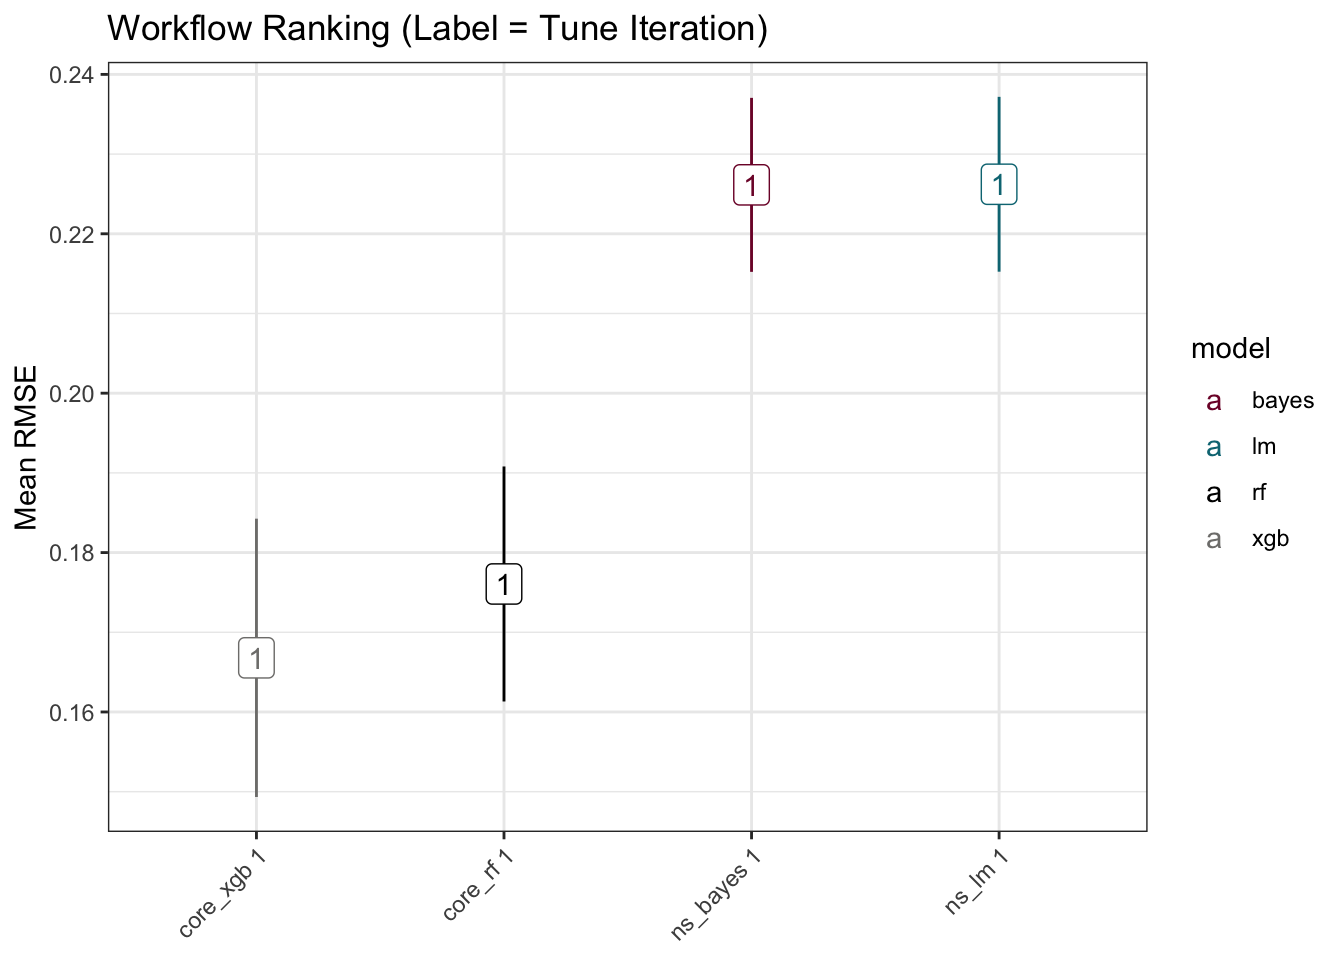 Workflow Ranking (Label = Tune Iteration)
Mean RMSE
0.24
0.22
0.20
0.18
0.16
1
1
1
1
core_xgb 1
core_rf 1
ns_bayes 1
ns_lm 1
model
a bayes
a lm
a rf
a xgb